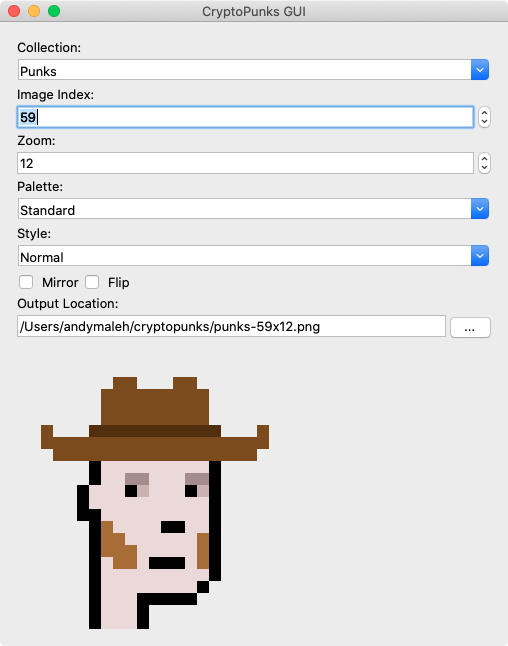 CryptoPunks GUI
Collection:
Punks
Image Index:
59
Zoom:
12
Palette:
Standard
Style:
Normal
Mirror Flip
Output Location:
/Users/andymaleh/cryptopunks/punks-59x12.png ...